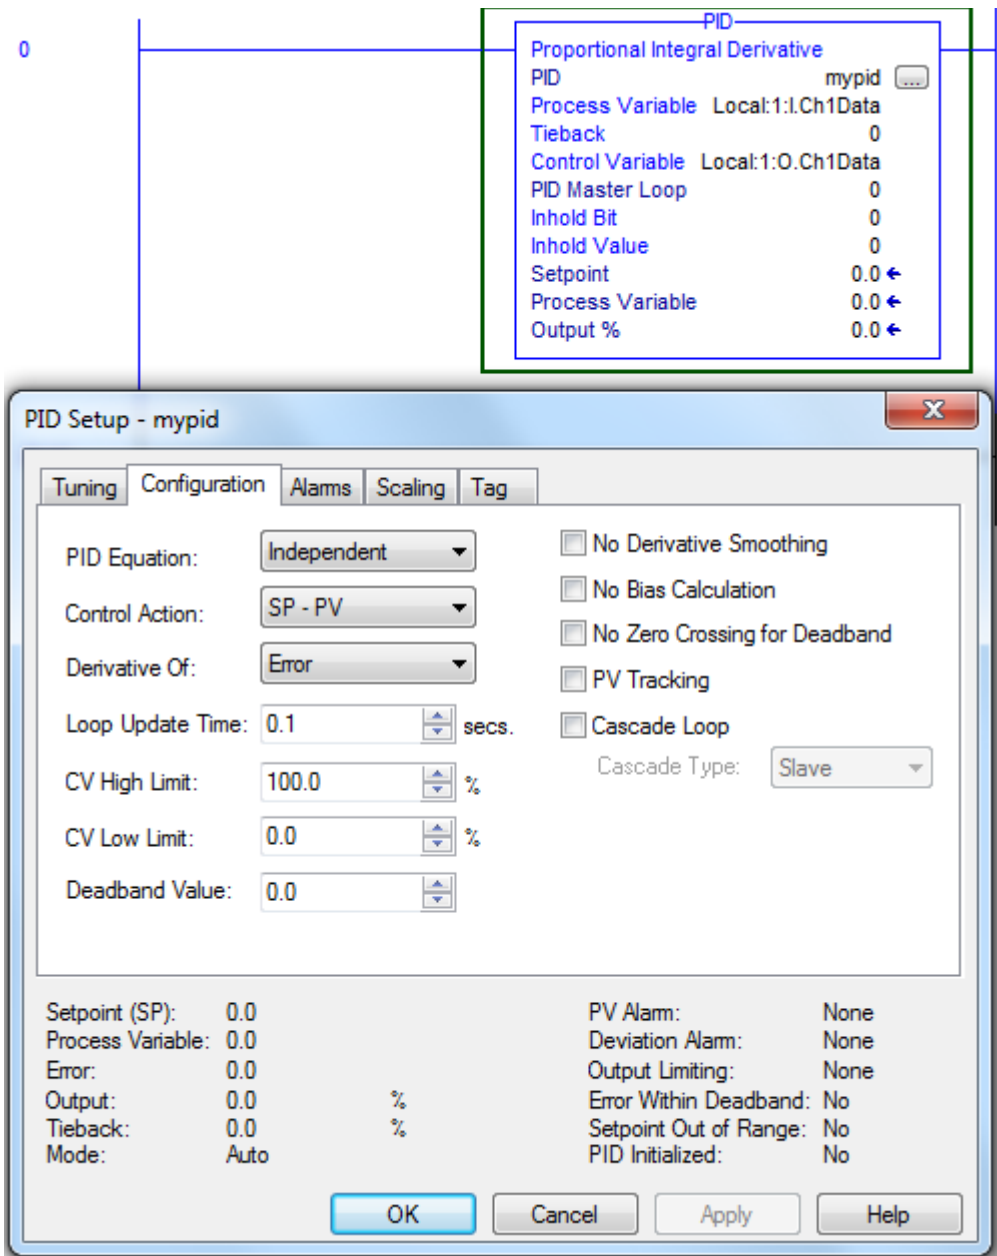 0
PID
Proportional Integral Derivative
PID mypid ...
Process Variable Local:1:I.Ch1Data
Tieback 0
Control Variable Local:1:O.Ch1Data
PID Master Loop 0
Inhold Bit 0
Inhold Value 0
Setpoint 0.0
Process Variable 0.0
Output % 0.0
PID Setup - mypid
Tuning Configuration Alarms Scaling Tag
PID Equation: Independent
Control Action: SP - PV
Derivative Of: Error
Loop Update Time: 0.1 secs.
CV High Limit: 100.0 %
CV Low Limit: 0.0 %
Deadband Value: 0.0
No Derivative Smoothing
No Bias Calculation
No Zero Crossing for Deadband
PV Tracking
Cascade Loop
Cascade Type: Slave
Setpoint (SP): 0.0
Process Variable: 0.0
Error: 0.0
Output: 0.0 %
Tieback: 0.0 %
Mode: Auto
PV Alarm: None
Deviation Alarm: None
Output Limiting: None
Error Within Deadband: No
Setpoint Out of Range: No
PID Initialized: No
OK Cancel Apply Help